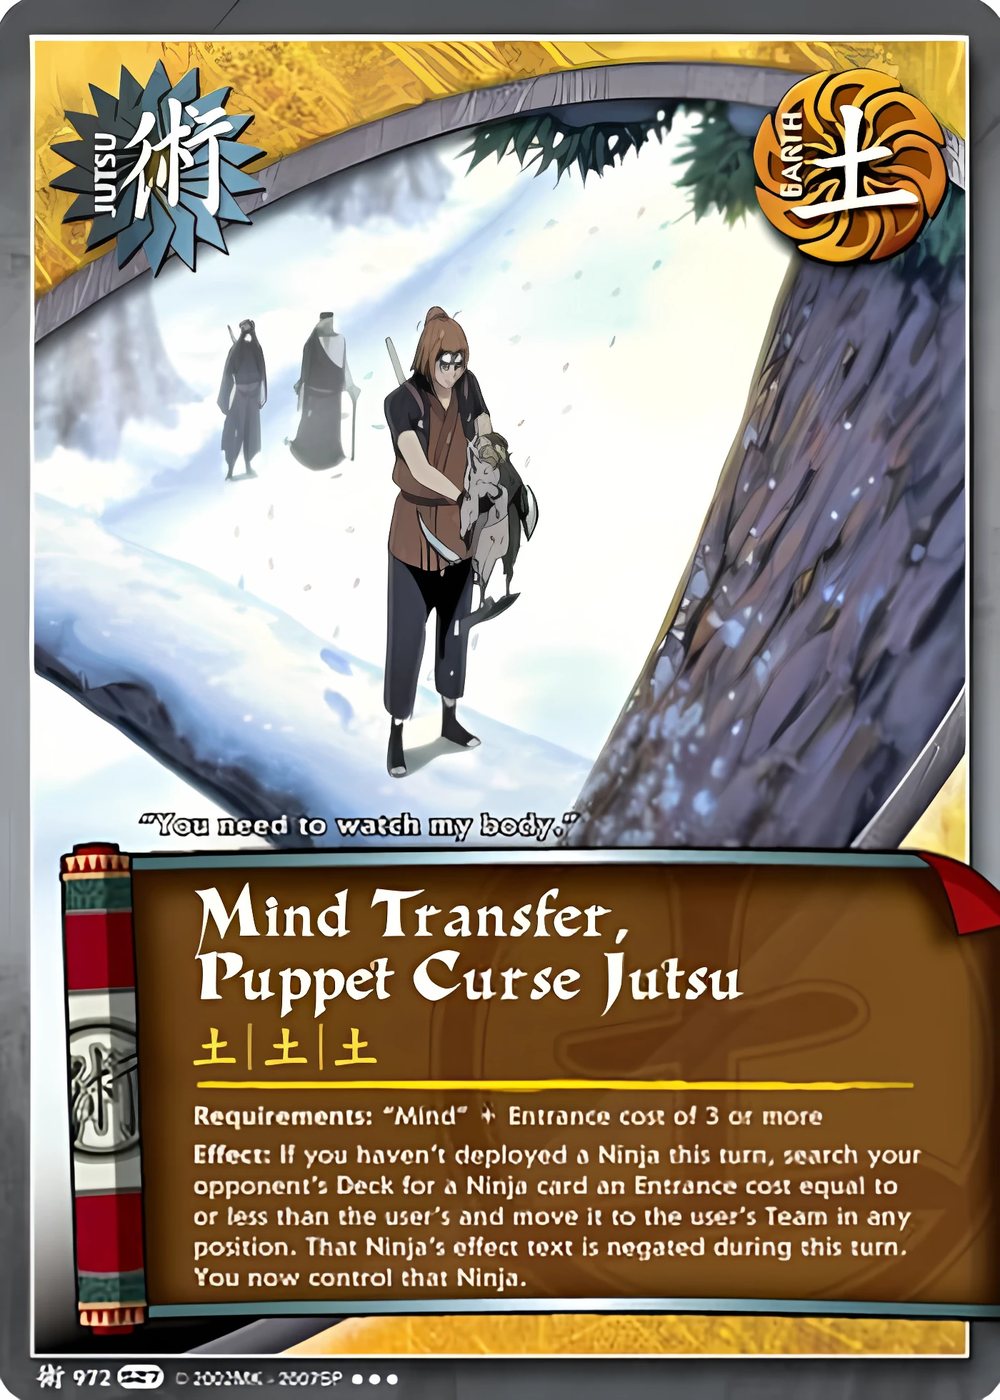 JUTSU 術
EARTH 土
"You need to watch my body."
Mind Transfer,
Puppet Curse Jutsu
土|土|土
術
Requirements: "Mind" + Entrance cost of 3 or more
Effect: If you haven't deployed a Ninja this turn, search your
opponent's Deck for a Ninja card an Entrance cost equal to
or less than the user's and move it to the user's Team in any
position. That Ninja's effect text is negated during this turn.
You now control that Ninja.
術 972